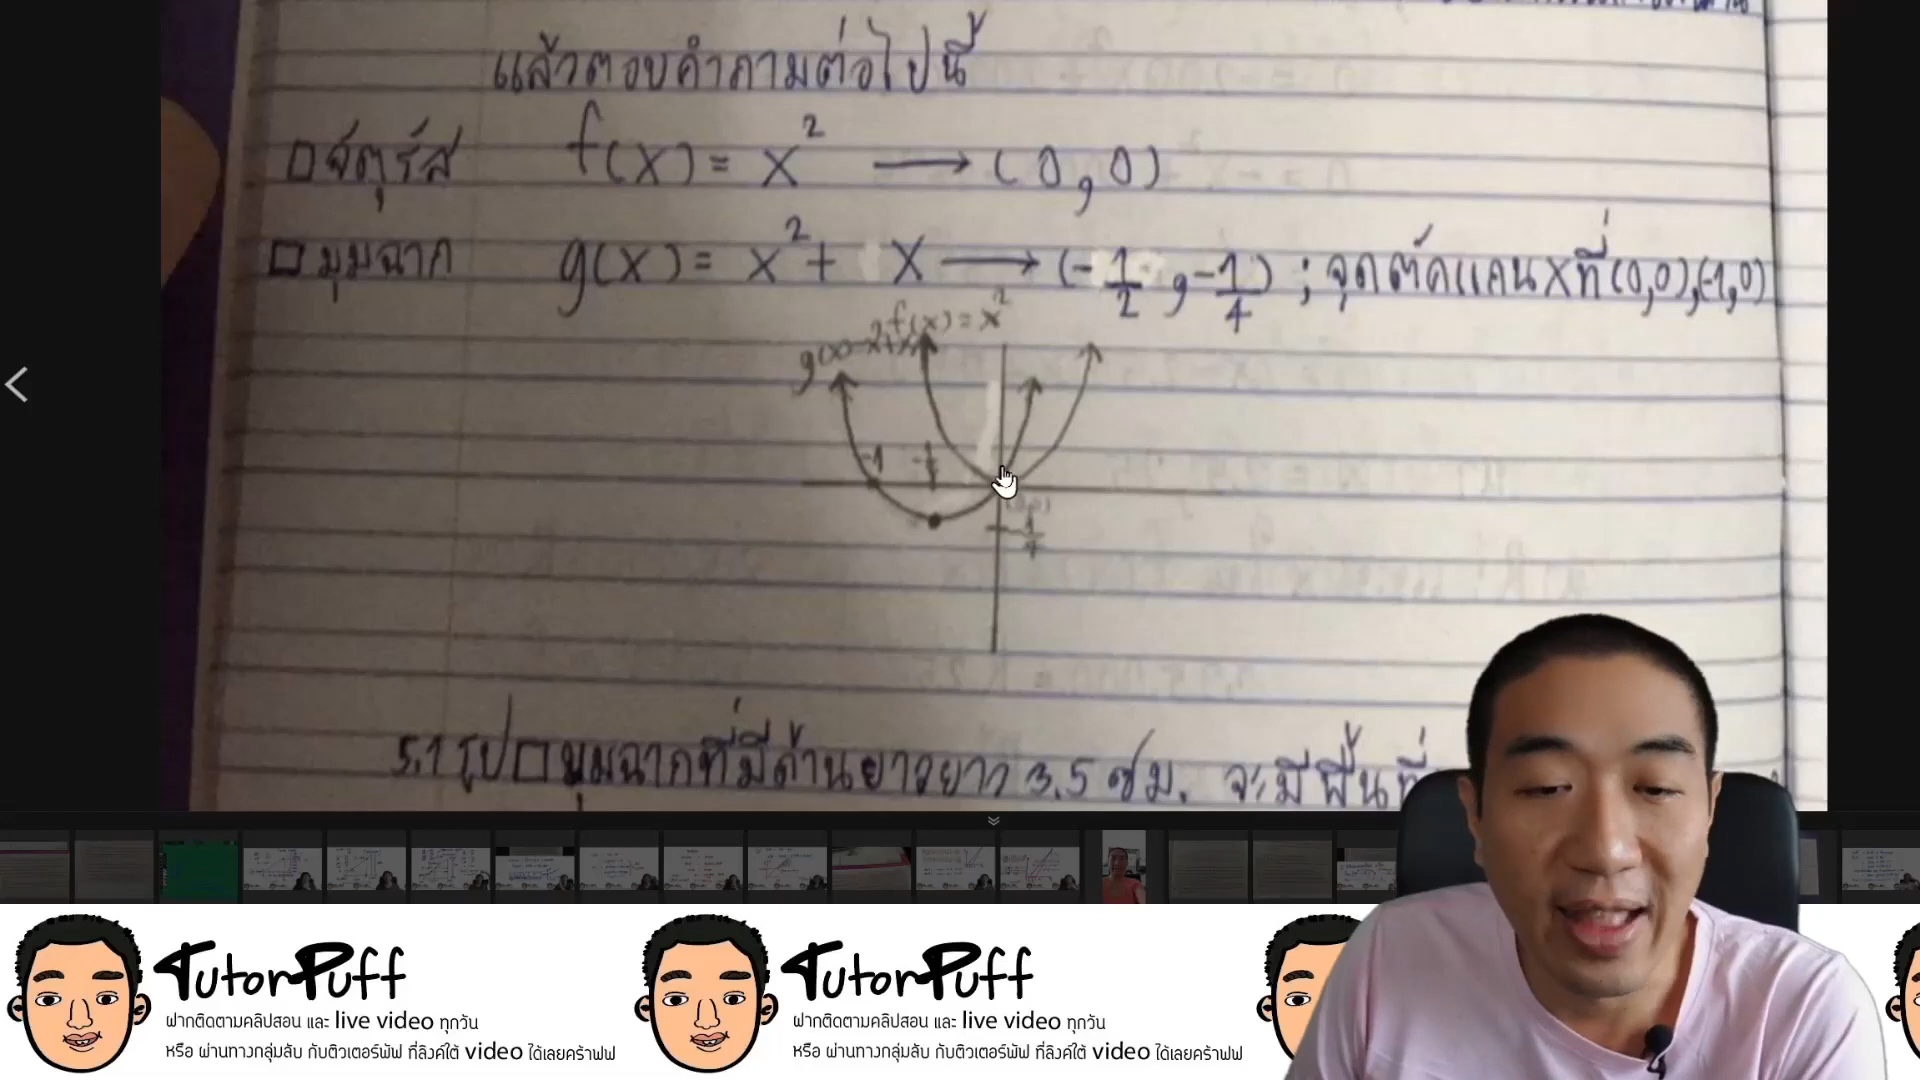 แล้วตอบคำถามต่อไปนี้
□จัตุรัส f(x) = x² → (0,0)
□มุมฉาก g(x) = x² + x → (-1/2, -1/4) ; จุดตัดแกน X ที่ (0,0),(-1,0)
f(x) = x²
g(x) = x²+x
-1
(0,0)
-1/4
5.1 รูป□มุมฉากที่มีด้านยาวยาว 3.5 ซม. จะมีพื้นที่
TutorPuff TutorPuff
ฝากติดตามคลิปสอน และ live video ทุกวัน ฝากติดตามคลิปสอน และ live video ทุกวัน
หรือ ผ่านทางกลุ่มลับ กับติวเตอร์พัฟ ที่ลิงค์ใต้ video ได้เลยคร้าฟฟ หรือ ผ่านทางกลุ่มลับ กับติวเตอร์พัฟ ที่ลิงค์ใต้ video ได้เลยคร้าฟฟ